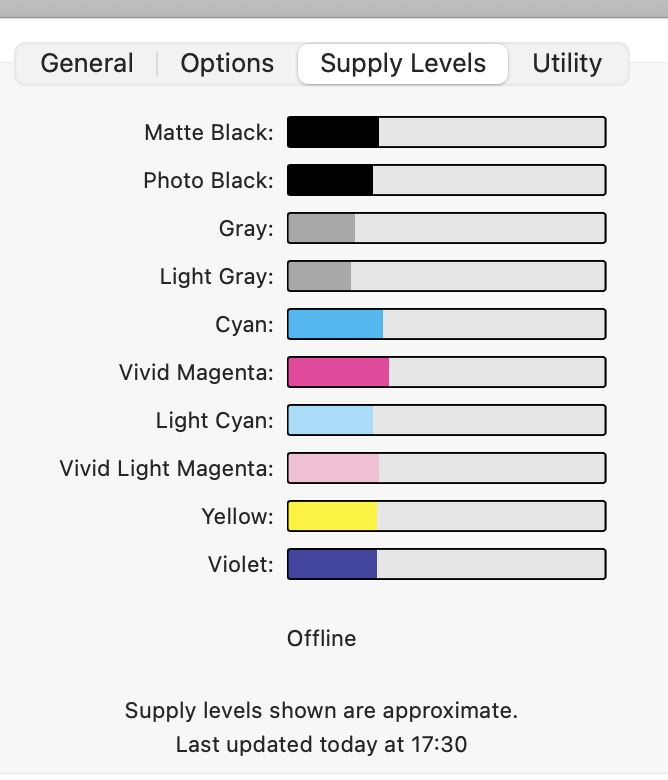 General Options Supply Levels Utility
Matte Black:
Photo Black:
Gray:
Light Gray:
Cyan:
Vivid Magenta:
Light Cyan:
Vivid Light Magenta:
Yellow:
Violet:
Offline
Supply levels shown are approximate.
Last updated today at 17:30